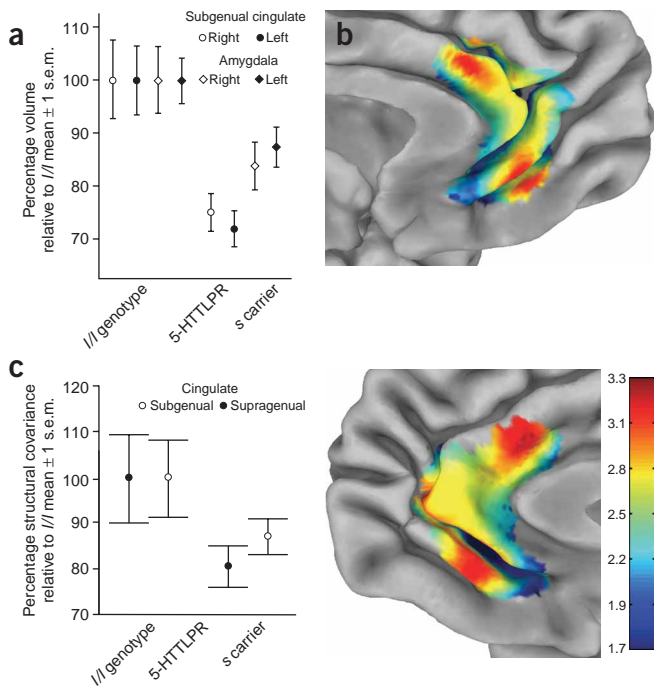 a
Subgenual cingulate
○ Right ● Left
Amygdala
◇ Right ◆ Left
Percentage volume
relative to l/l mean ± 1 s.e.m.
110
100
90
80
70
l/l genotype
5-HTTLPR
s carrier
b
c
Cingulate
○ Subgenual ● Supragenual
Percentage structural covariance
relative to l/l mean ± 1 s.e.m.
120
110
100
90
80
70
l/l genotype
5-HTTLPR
s carrier
3.3
3.1
2.8
2.5
2.2
1.9
1.7